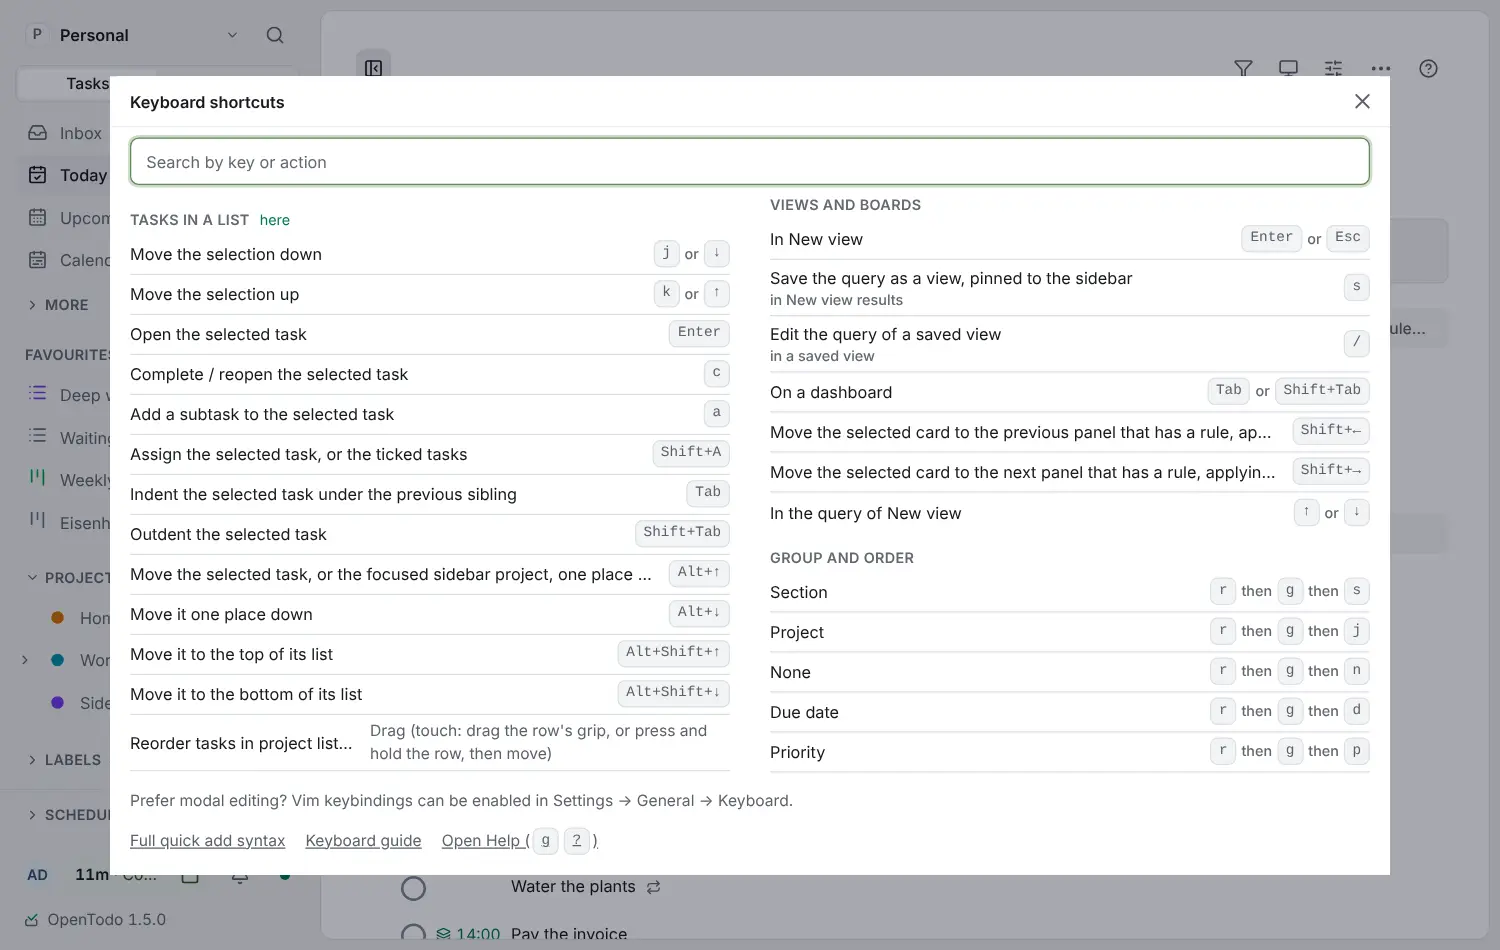 P Personal
Tasks
Inbox
Today
Upcom
Calend
MORE
FAVOURITES
Deep w
Waiting
Weekly
Eisenh
PROJECT
Hom
Wor
Side
LABELS
SCHEDU
AD 11m
OpenTodo 1.5.0
Keyboard shortcuts
Search by key or action
TASKS IN A LIST here
Move the selection down j or ↓
Move the selection up k or ↑
Open the selected task Enter
Complete / reopen the selected task c
Add a subtask to the selected task a
Assign the selected task, or the ticked tasks Shift+A
Indent the selected task under the previous sibling Tab
Outdent the selected task Shift+Tab
Move the selected task, or the focused sidebar project, one place ... Alt+↑
Move it one place down Alt+↓
Move it to the top of its list Alt+Shift+↑
Move it to the bottom of its list Alt+Shift+↓
Reorder tasks in project list... Drag (touch: drag the row's grip, or press and
hold the row, then move)
VIEWS AND BOARDS
In New view Enter or Esc
Save the query as a view, pinned to the sidebar s
in New view results
Edit the query of a saved view /
in a saved view
On a dashboard Tab or Shift+Tab
Move the selected card to the previous panel that has a rule, ap... Shift+←
Move the selected card to the next panel that has a rule, applyin... Shift+→
In the query of New view ↑ or ↓
GROUP AND ORDER
Section r then g then s
Project r then g then j
None r then g then n
Due date r then g then d
Priority r then g then p
Prefer modal editing? Vim keybindings can be enabled in Settings → General → Keyboard.
Full quick add syntax Keyboard guide Open Help ( g ? )
ule...
Water the plants
14:00 Pay the invoice